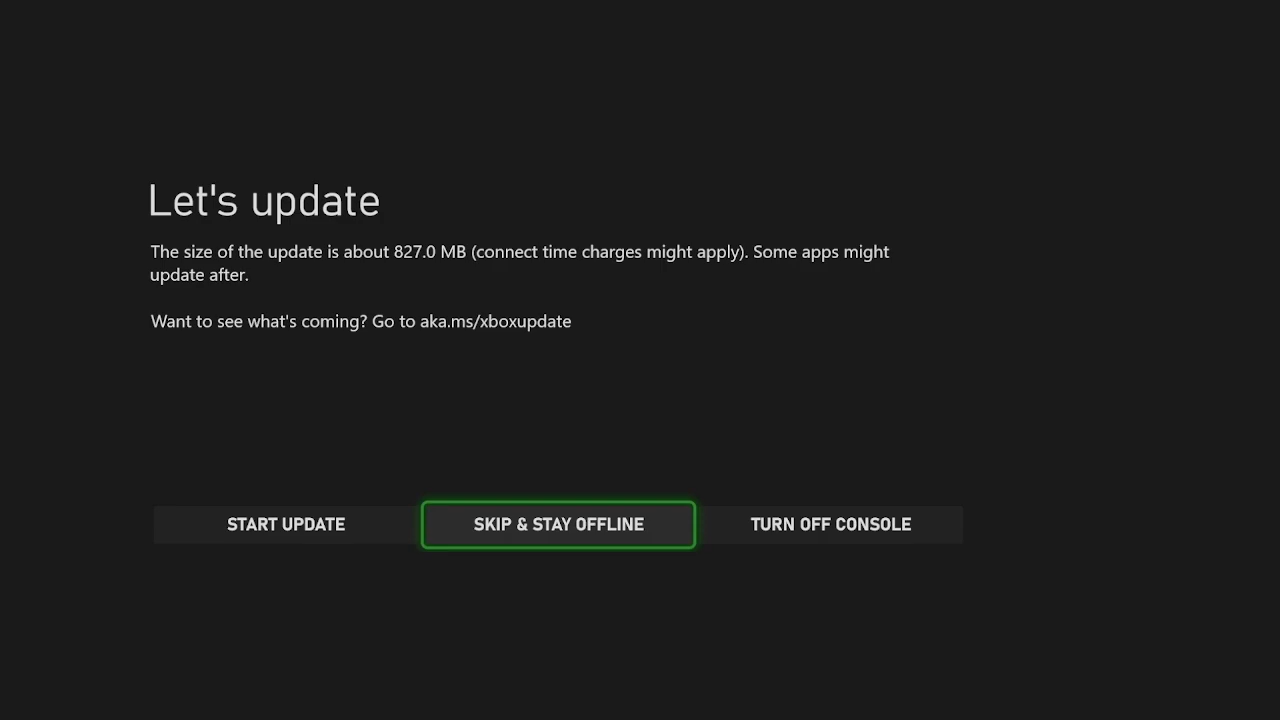 Let's update
The size of the update is about 827.0 MB (connect time charges might apply). Some apps might
update after.
Want to see what's coming? Go to aka.ms/xboxupdate
START UPDATE
SKIP & STAY OFFLINE
TURN OFF CONSOLE